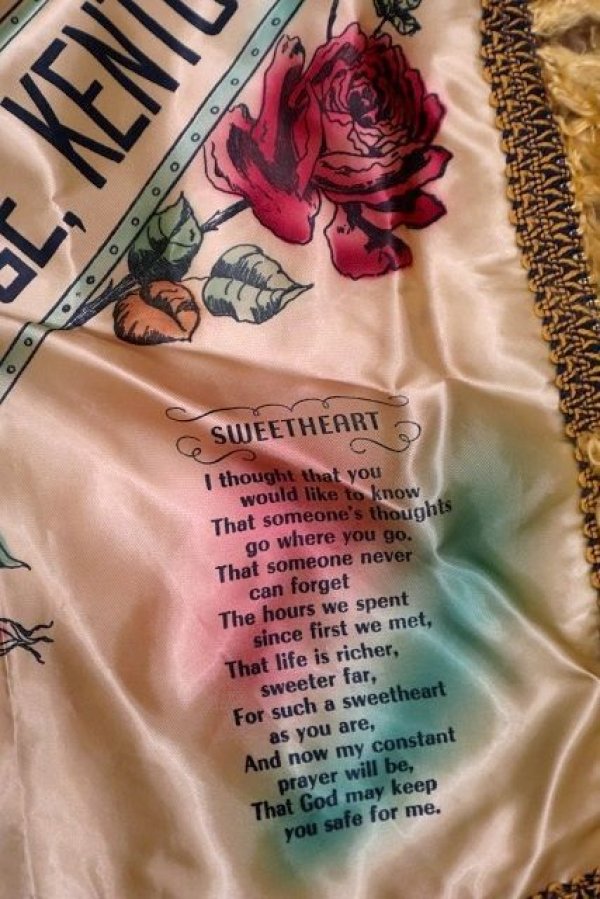 KENTU
GE,
SWEETHEART
I thought that you
would like to know
That someone's thoughts
go where you go.
That someone never
can forget
The hours we spent
since first we met,
That life is richer,
sweeter far,
For such a sweetheart
as you are,
And now my constant
prayer will be,
That God may keep
you safe for me.